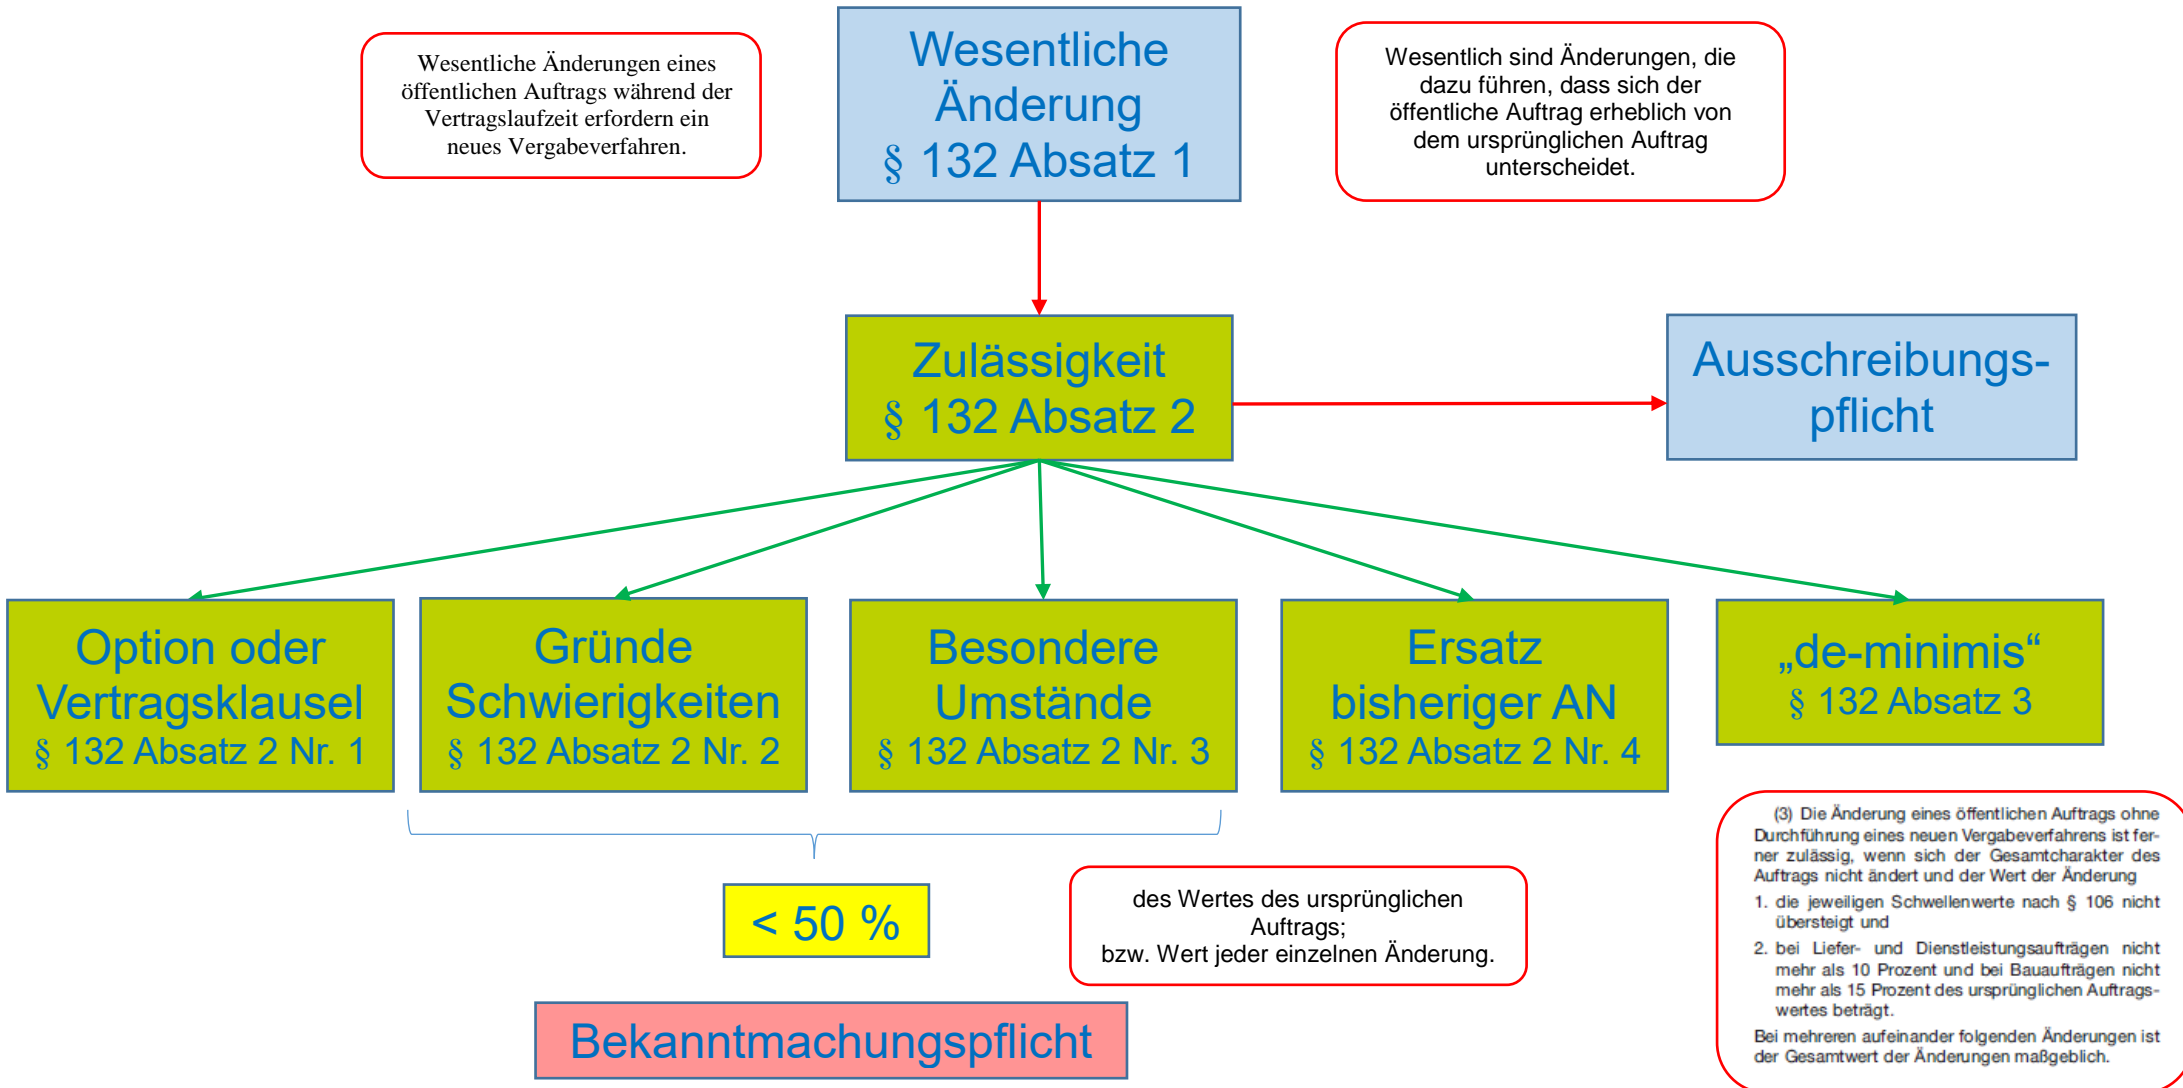 Wesentliche Änderungen eines
öffentlichen Auftrags während der
Vertragslaufzeit erfordern ein
neues Vergabeverfahren.
Wesentliche
Änderung
§ 132 Absatz 1
Wesentlich sind Änderungen, die
dazu führen, dass sich der
öffentliche Auftrag erheblich von
dem ursprünglichen Auftrag
unterscheidet.
Zulässigkeit
§ 132 Absatz 2
Ausschreibungs-
pflicht
Option oder
Vertragsklausel
§ 132 Absatz 2 Nr. 1
Gründe
Schwierigkeiten
§ 132 Absatz 2 Nr. 2
Besondere
Umstände
§ 132 Absatz 2 Nr. 3
Ersatz
bisheriger AN
§ 132 Absatz 2 Nr. 4
„de-minimis“
§ 132 Absatz 3
< 50 %
des Wertes des ursprünglichen
Auftrags;
bzw. Wert jeder einzelnen Änderung.
Bekanntmachungspflicht
(3) Die Änderung eines öffentlichen Auftrags ohne
Durchführung eines neuen Vergabeverfahrens ist fer-
ner zulässig, wenn sich der Gesamtcharakter des
Auftrags nicht ändert und der Wert der Änderung
1. die jeweiligen Schwellenwerte nach § 106 nicht
übersteigt und
2. bei Liefer- und Dienstleistungsaufträgen nicht
mehr als 10 Prozent und bei Bauaufträgen nicht
mehr als 15 Prozent des ursprünglichen Auftrags-
wertes beträgt.
Bei mehreren aufeinander folgenden Änderungen ist
der Gesamtwert der Änderungen maßgeblich.